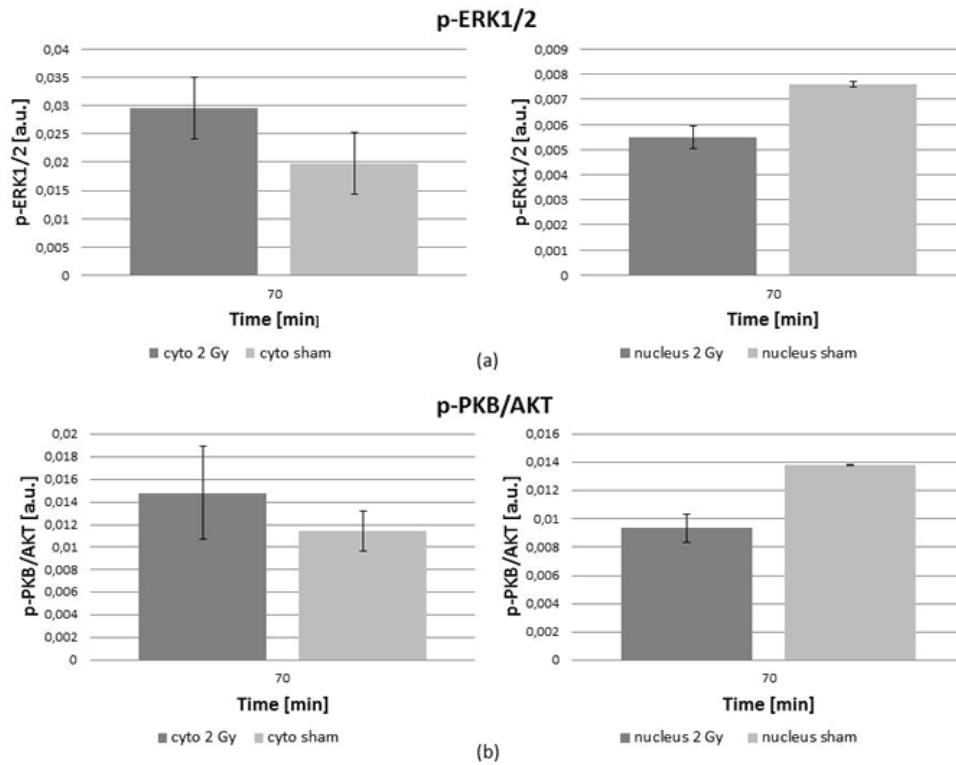 p-ERK1/2
p-ERK1/2 [a.u.]
0,04
0,035
0,03
0,025
0,02
0,015
0,01
0,005
0
70
Time [min]
cyto 2 Gy cyto sham
p-ERK1/2 [a.u.]
0,009
0,008
0,007
0,006
0,005
0,004
0,003
0,002
0,001
0
70
Time [min]
nucleus 2 Gy nucleus sham
(a)
p-PKB/AKT
p-PKB/AKT [a.u.]
0,02
0,018
0,016
0,014
0,012
0,01
0,008
0,006
0,004
0,002
0
70
Time [min]
cyto 2 Gy cyto sham
p-PKB/AKT [a.u.]
0,016
0,014
0,012
0,01
0,008
0,006
0,004
0,002
0
70
Time [min]
nucleus 2 Gy nucleus sham
(b)